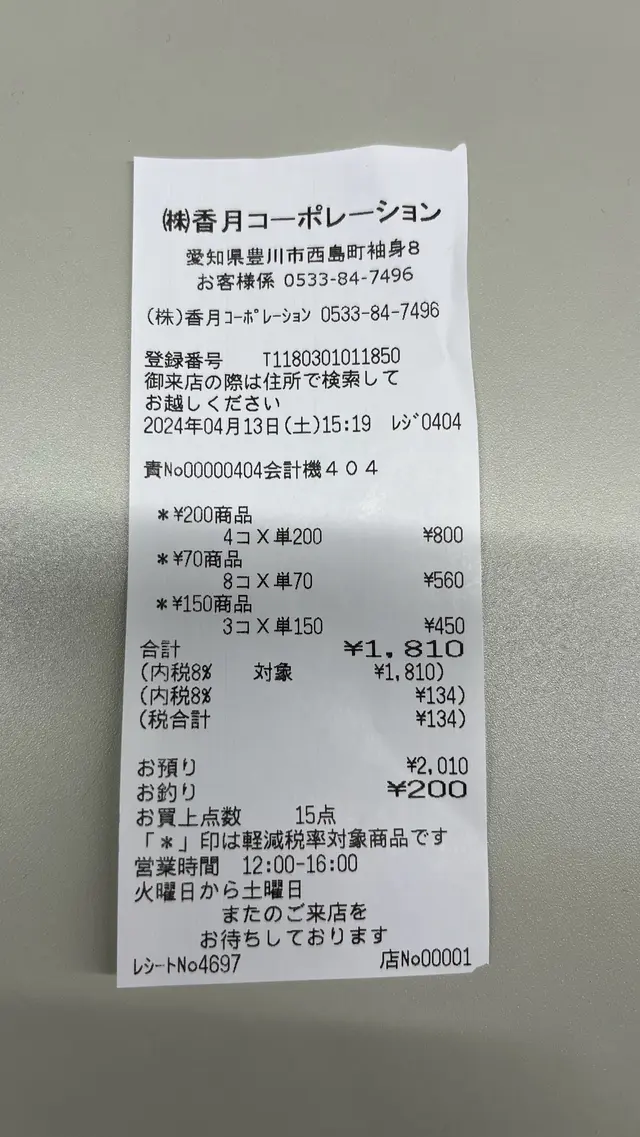 ㈱香月コーポレーション
愛知県豊川市西島町袖身8
お客様係 0533-84-7496
(株)香月ｺｰﾎﾟﾚｰｼｮﾝ 0533-84-7496
登録番号 T1180301011850
御来店の際は住所で検索して
お越しください
2024年04月13日(土)15:19 ﾚｼﾞ0404
責No00000404会計機４０４
＊¥200商品
4コX単200 ¥800
＊¥70商品
8コX単70 ¥560
＊¥150商品
3コX単150 ¥450
合計 ¥1,810
(内税8% 対象 ¥1,810)
(内税8% ¥134)
(税合計 ¥134)
お預り ¥2,010
お釣り ¥200
お買上点数 15点
「＊」印は軽減税率対象商品です
営業時間 12:00-16:00
火曜日から土曜日
またのご来店を
お待ちしております
ﾚｼｰﾄNo4697 店No00001